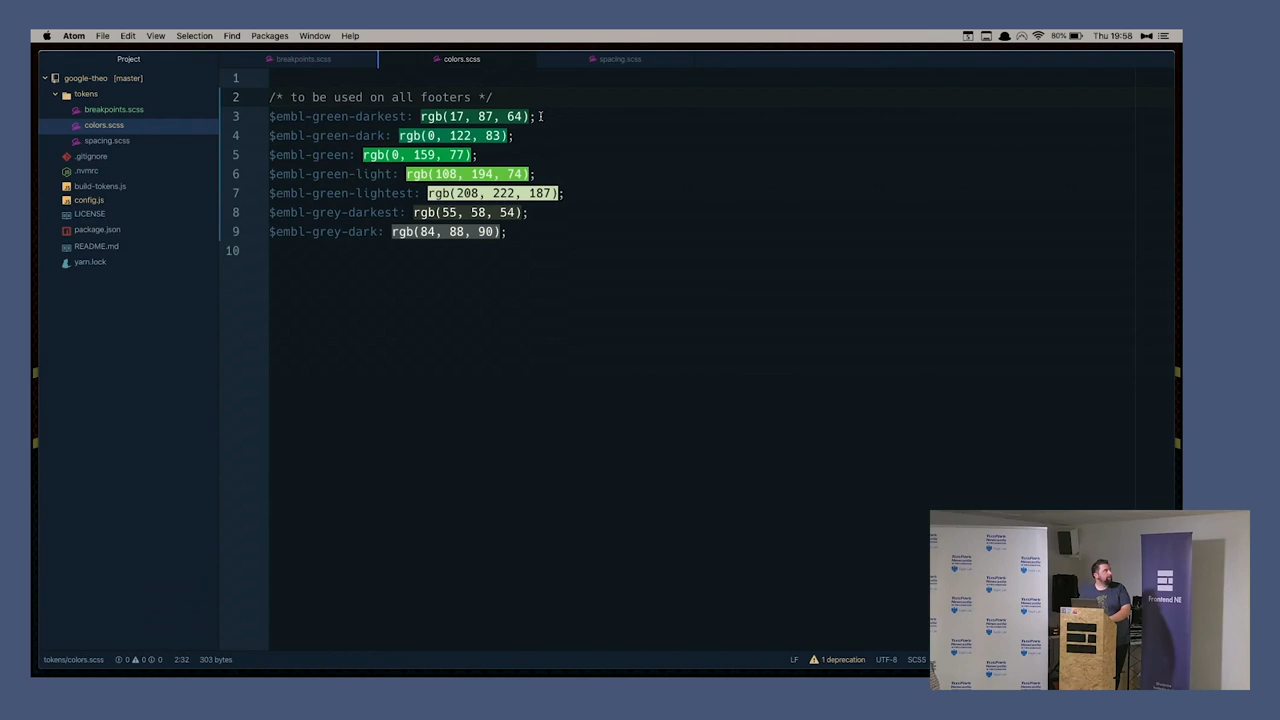 Atom File Edit View Selection Find Packages Window Help 80% Thu 19:58
Project
breakpoints.scss
colors.scss
spacing.scss
google-theo [master]
tokens
breakpoints.scss
colors.scss
spacing.scss
.gitignore
.nvmrc
build-tokens.js
config.js
LICENSE
package.json
README.md
yarn.lock
1
2 /* to be used on all footers */
3 $embl-green-darkest: rgb(17, 87, 64);
4 $embl-green-dark: rgb(0, 122, 83);
5 $embl-green: rgb(0, 159, 77);
6 $embl-green-light: rgb(108, 194, 74);
7 $embl-green-lightest: rgb(208, 222, 187);
8 $embl-grey-darkest: rgb(55, 58, 54);
9 $embl-grey-dark: rgb(84, 88, 90);
10
tokens/colors.scss 0 0 0 2:32 303 bytes LF 1 deprecation UTF-8 SCSS
Frontend NE